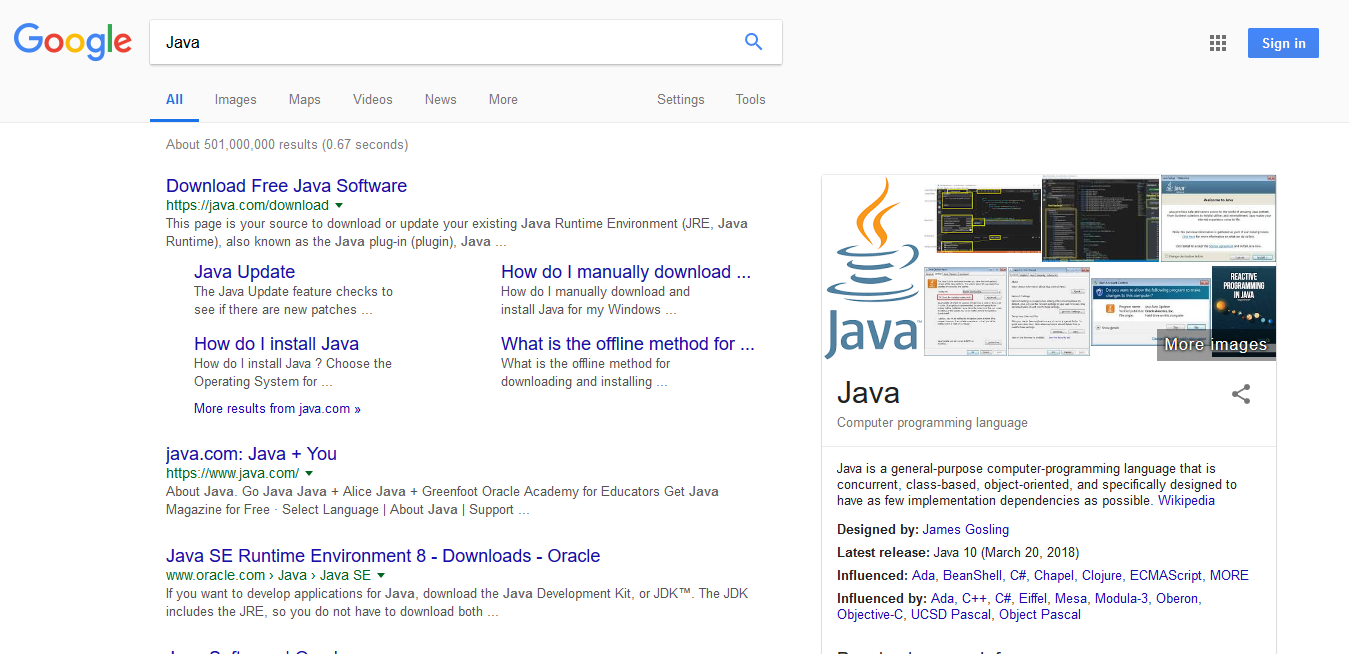 Google
Java
Sign in
All Images Maps Videos News More Settings Tools
About 501,000,000 results (0.67 seconds)
Download Free Java Software
https://java.com/download
This page is your source to download or update your existing Java Runtime Environment (JRE, Java
Runtime), also known as the Java plug-in (plugin), Java ...
Java Update
The Java Update feature checks to
see if there are new patches ...
How do I manually download ...
How do I manually download and
install Java for my Windows ...
How do I install Java
How do I install Java ? Choose the
Operating System for ...
What is the offline method for ...
What is the offline method for
downloading and installing ...
More results from java.com »
java.com: Java + You
https://www.java.com/
About Java. Go Java Java + Alice Java + Greenfoot Oracle Academy for Educators Get Java
Magazine for Free · Select Language | About Java | Support ...
Java SE Runtime Environment 8 - Downloads - Oracle
www.oracle.com › Java › Java SE
If you want to develop applications for Java, download the Java Development Kit, or JDK™. The JDK
includes the JRE, so you do not have to download both ...
Java
REACTIVE
PROGRAMMING
IN JAVA
More images
Java
Computer programming language
Java is a general-purpose computer-programming language that is
concurrent, class-based, object-oriented, and specifically designed to
have as few implementation dependencies as possible. Wikipedia
Designed by: James Gosling
Latest release: Java 10 (March 20, 2018)
Influenced: Ada, BeanShell, C#, Chapel, Clojure, ECMAScript, MORE
Influenced by: Ada, C++, C#, Eiffel, Mesa, Modula-3, Oberon,
Objective-C, UCSD Pascal, Object Pascal